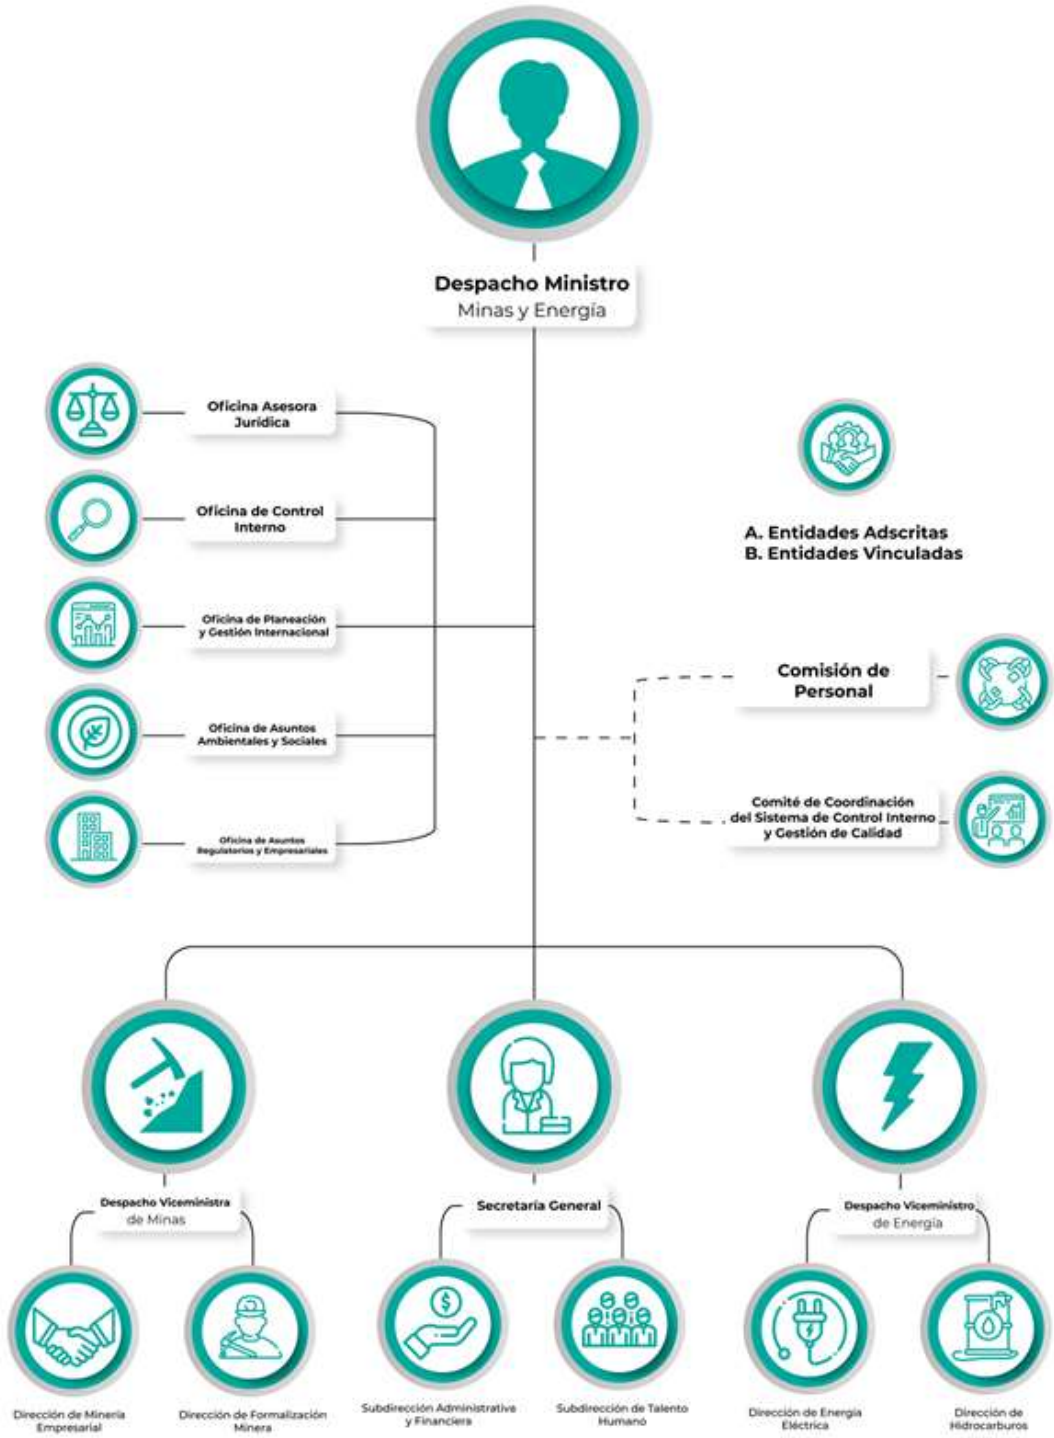 Despacho Ministro
Minas y Energía
Oficina Asesora
Jurídica
Oficina de Control
Interno
Oficina de Planeación
y Gestión Internacional
Oficina de Asuntos
Ambientales y Sociales
Oficina de Asuntos
Regulatorios y Empresariales
A. Entidades Adscritas
B. Entidades Vinculadas
Comisión de
Personal
Comité de Coordinación
del Sistema de Control Interno
y Gestión de Calidad
Despacho Viceministra
de Minas
Secretaría General
Despacho Viceministro
de Energía
Dirección de Minería
Empresarial
Dirección de Formalización
Minera
Subdirección Administrativa
y Financiera
Subdirección de Talento
Humano
Dirección de Energía
Eléctrica
Dirección de
Hidrocarburos